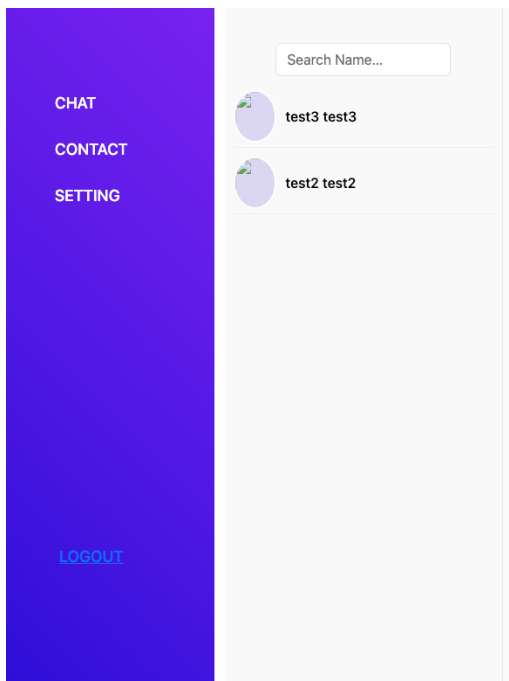 CHAT
CONTACT
SETTING
LOGOUT
Search Name...
test3 test3
test2 test2